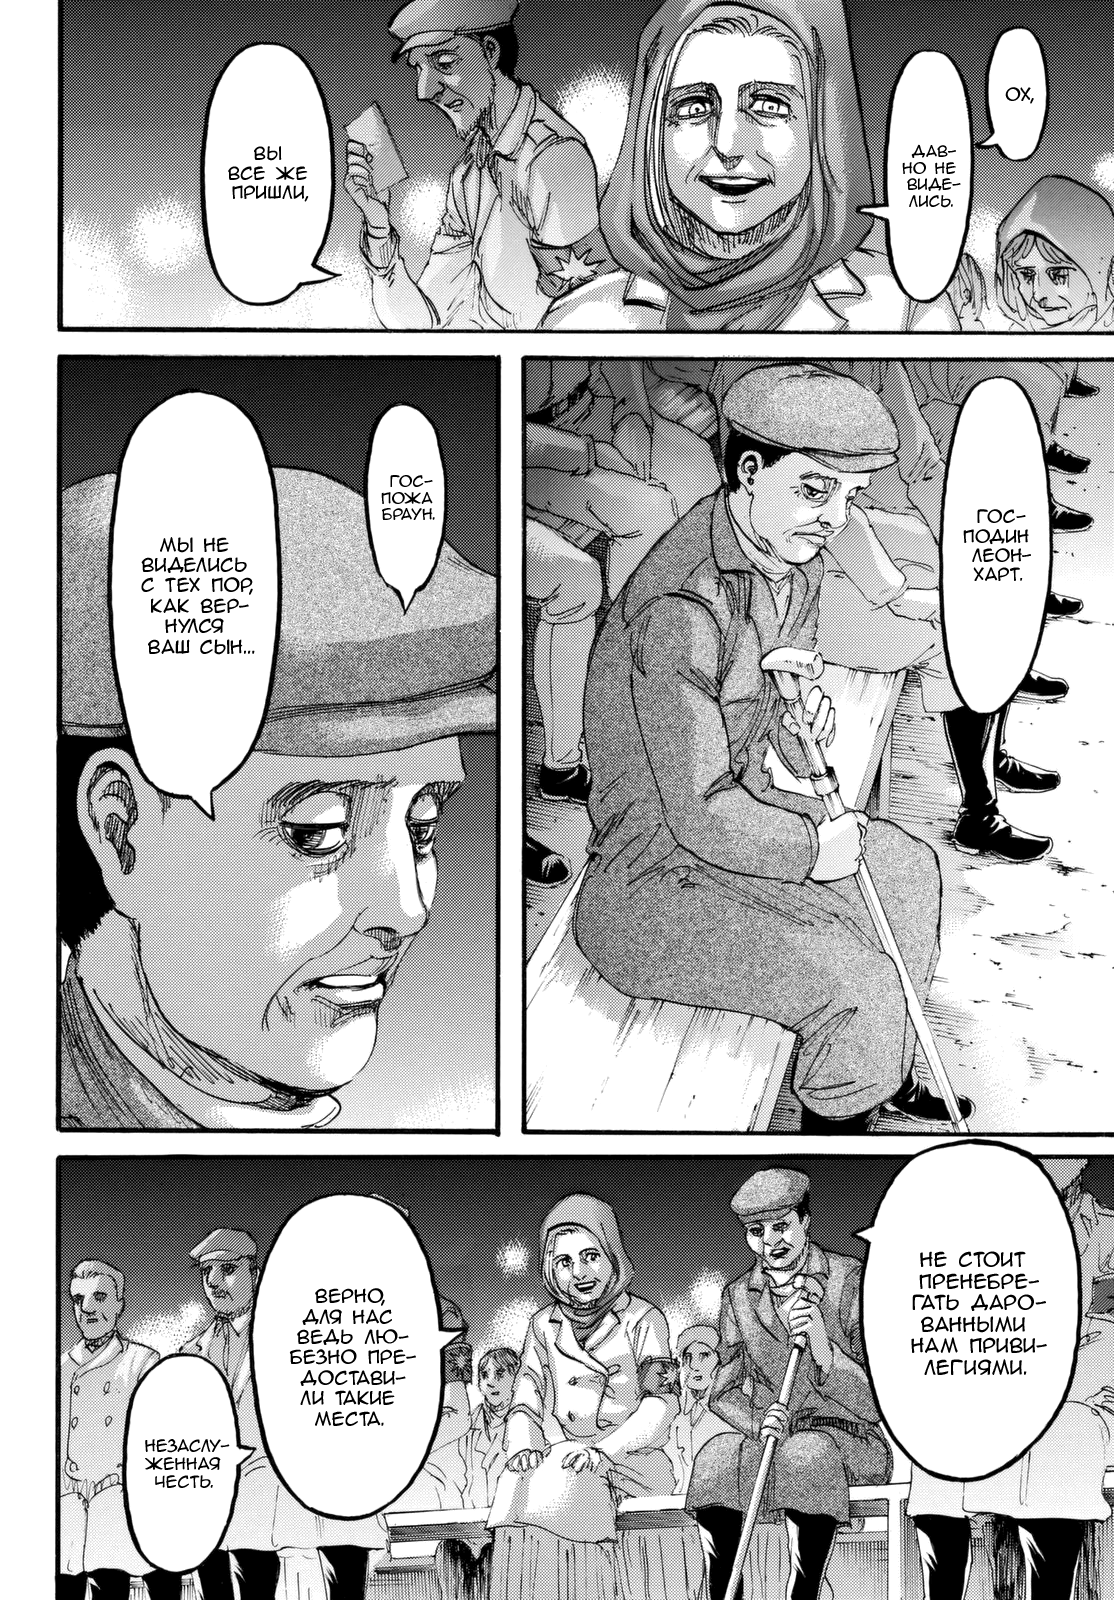 ОХ,
ДАВ-
НО НЕ
ВИДЕ-
ЛИСЬ.
ВЫ
ВСЕ ЖЕ
ПРИШЛИ,
ГОС-
ПОДИН
ЛЕОН-
ХАРТ.
ГОС-
ПОЖА
БРАУН.
МЫ НЕ
ВИДЕЛИСЬ
С ТЕХ ПОР,
КАК ВЕР-
НУЛСЯ
ВАШ СЫН...
НЕ СТОИТ
ПРЕНЕБРЕ-
ГАТЬ ДАРО-
ВАННЫМИ
НАМ ПРИВИ-
ЛЕГИЯМИ.
ВЕРНО,
ДЛЯ НАС
ВЕДЬ ЛЮ-
БЕЗНО ПРЕ-
ДОСТАВИ-
ЛИ ТАКИЕ
МЕСТА.
НЕЗАСЛУ-
ЖЕННАЯ
ЧЕСТЬ.